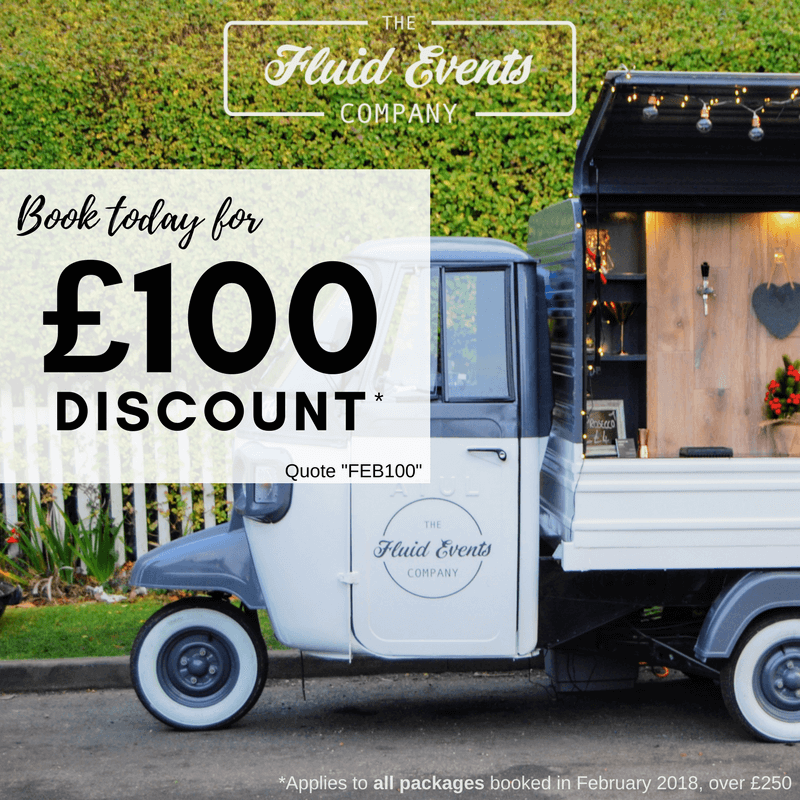 THE
Fluid Events
COMPANY
Book today for
£100
DISCOUNT*
Quote "FEB100"
THE
Fluid Events
COMPANY
*Applies to all packages booked in February 2018, over £250